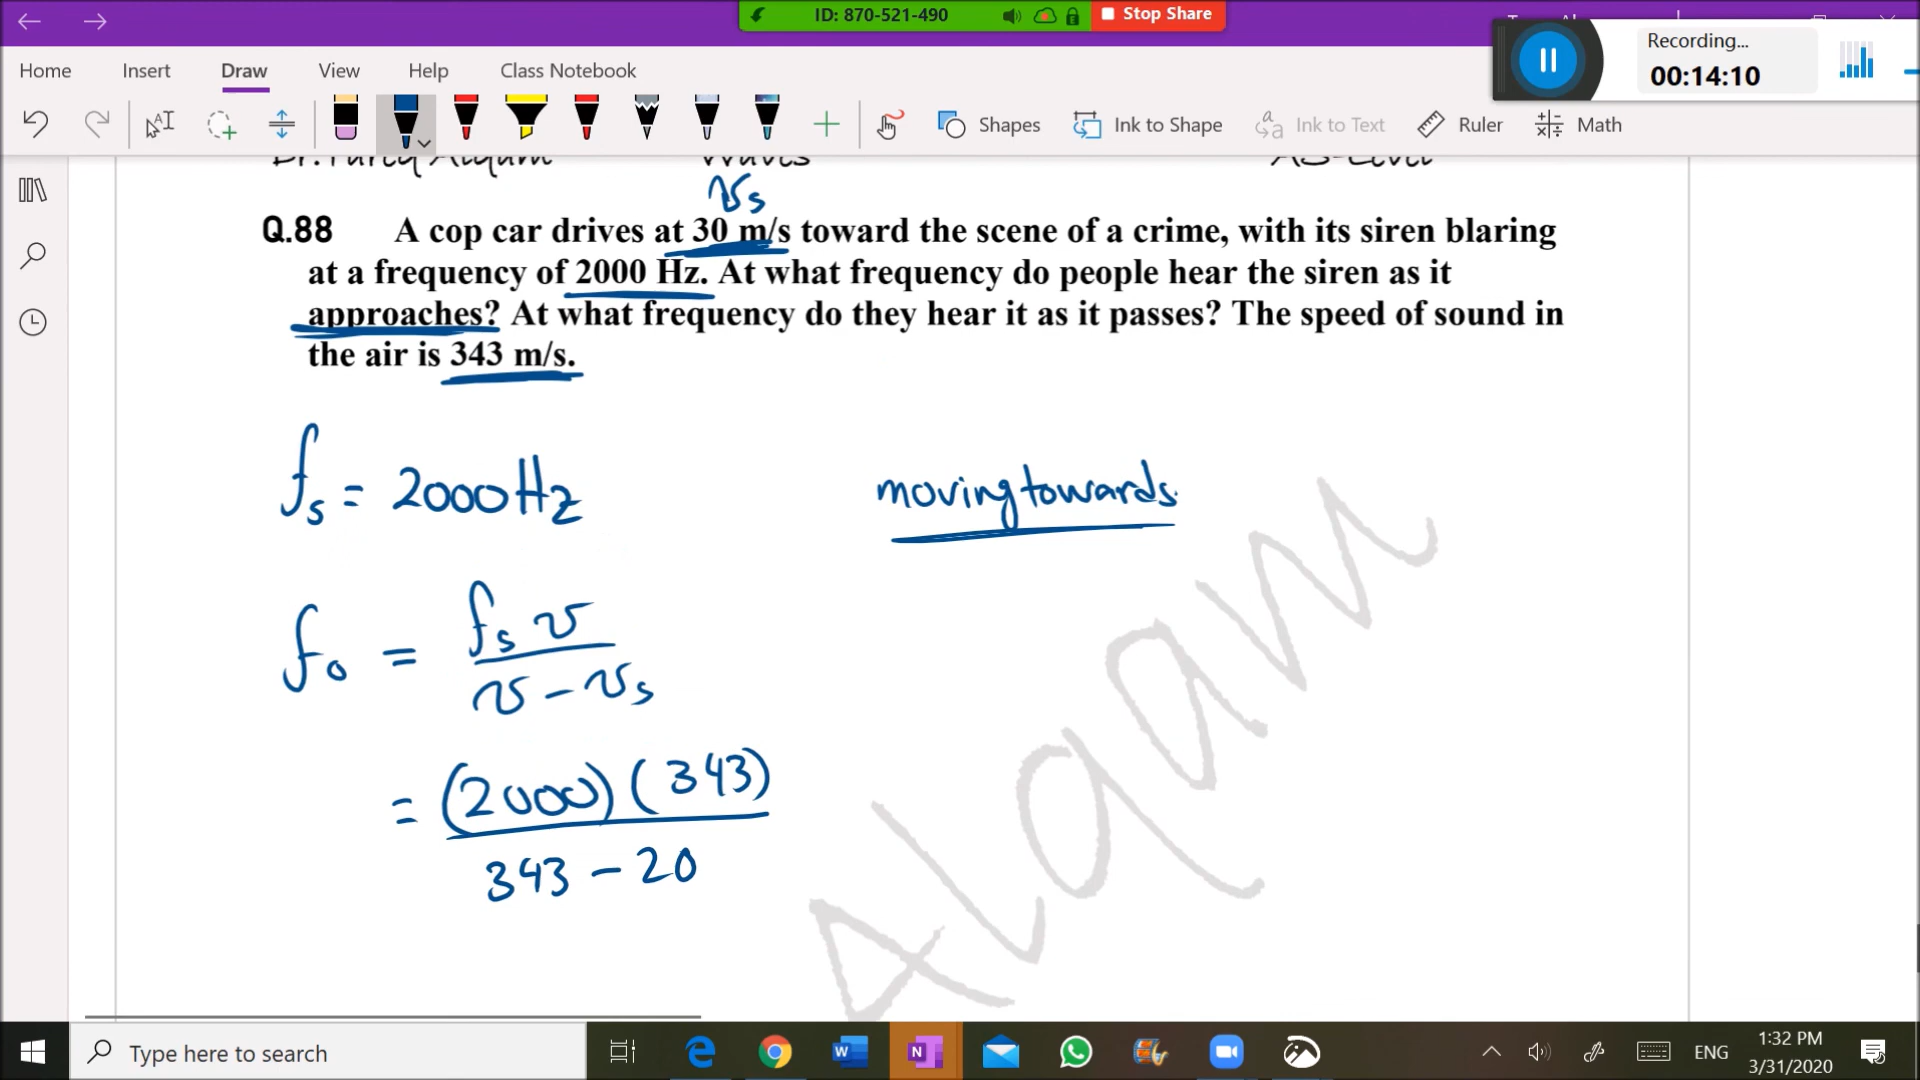 ID: 870-521-490
Stop Share
Recording...
00:14:10
Home Insert Draw View Help Class Notebook
Shapes Ink to Shape Ink to Text Ruler Math
Waves AS-Level
vs
Q.88 A cop car drives at 30 m/s toward the scene of a crime, with its siren blaring
at a frequency of 2000 Hz. At what frequency do people hear the siren as it
approaches? At what frequency do they hear it as it passes? The speed of sound in
the air is 343 m/s.
fs = 2000Hz
moving towards
fo = fs v
v - vs
= (2000) (343)
343 - 20
Alqam
Type here to search
ENG
1:32 PM
3/31/2020